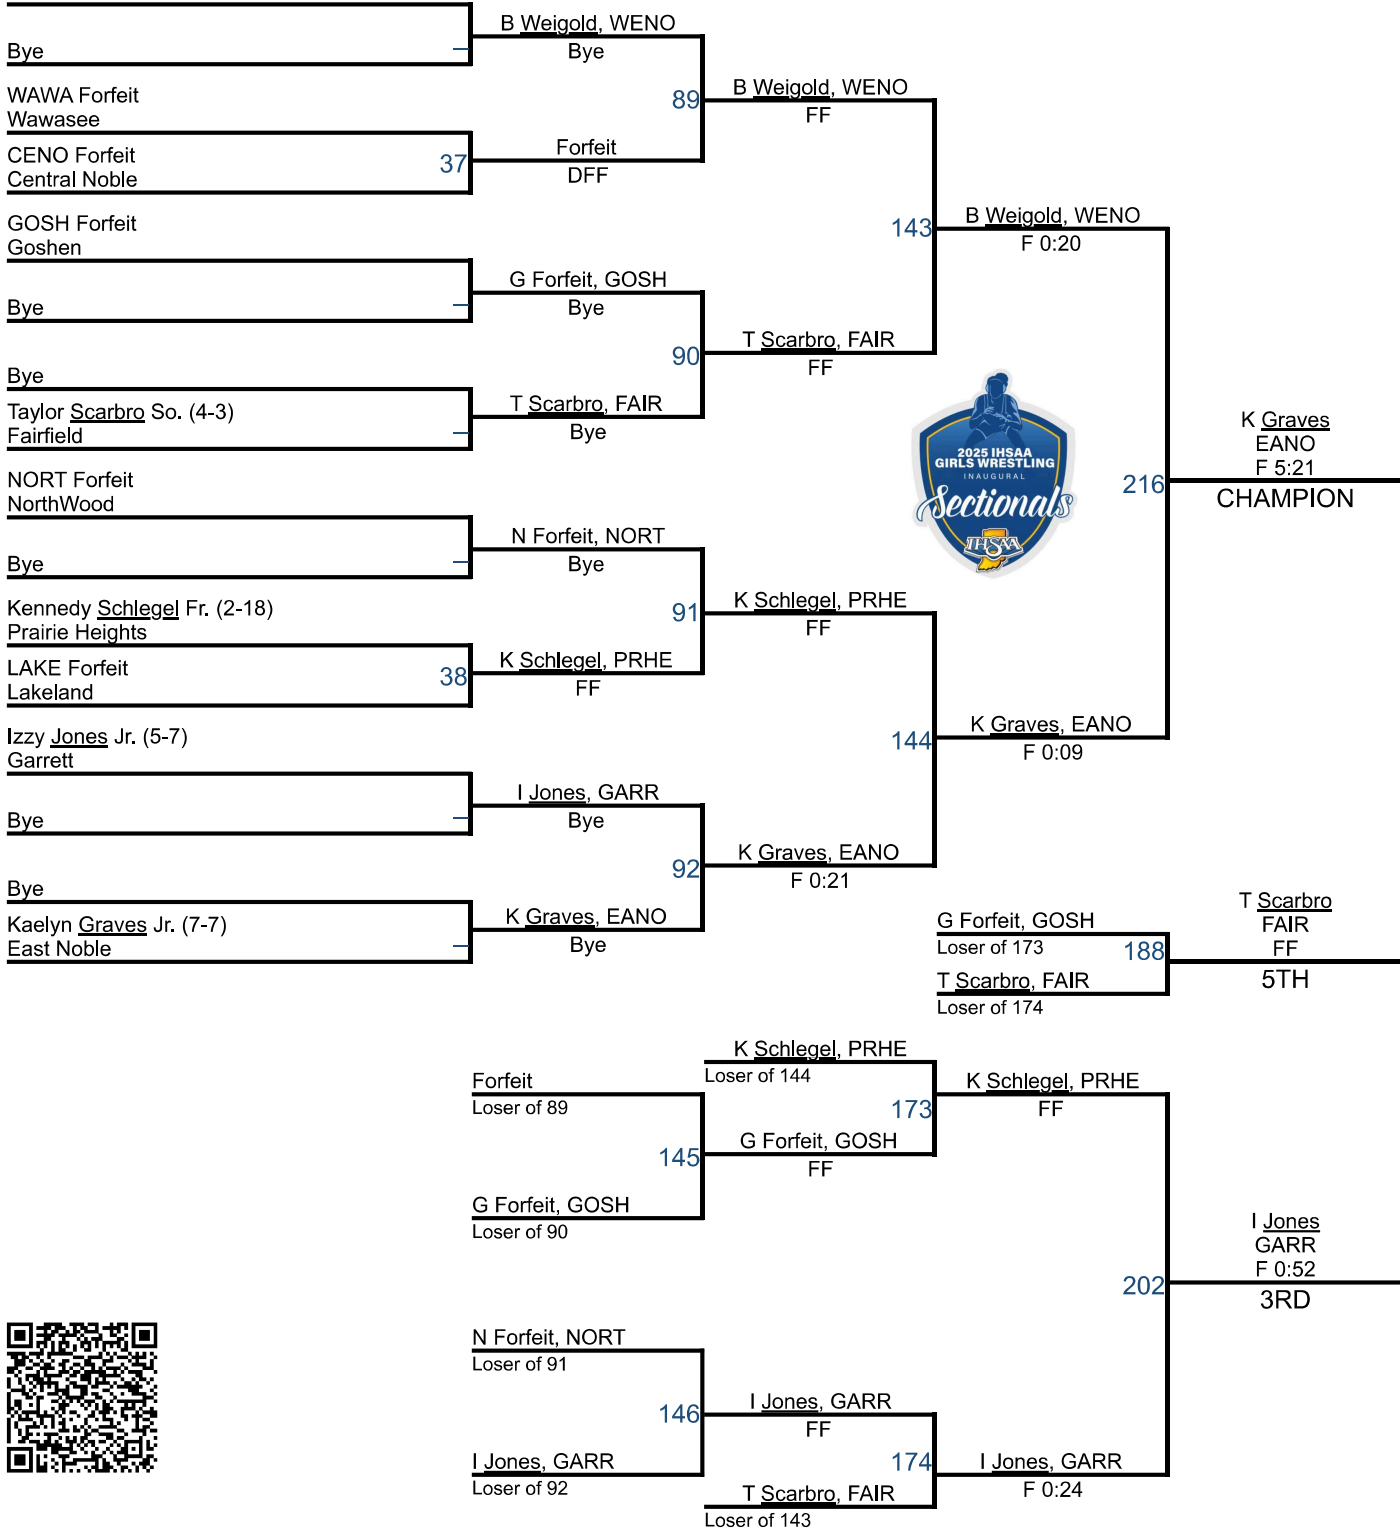 B Weigold, WENO
Bye
Bye
89
WAWA Forfeit
Wawasee
CENO Forfeit
Central Noble
37
Forfeit
DFF
B Weigold, WENO
FF
GOSH Forfeit
Goshen
143
B Weigold, WENO
F 0:20
G Forfeit, GOSH
Bye
Bye
90
T Scarbro, FAIR
FF
Bye
Taylor Scarbro So. (4-3)
Fairfield
T Scarbro, FAIR
Bye
2025 IHSAA
GIRLS WRESTLING
INAUGURAL
Sectionals
IHSAA
216
K Graves
EANO
F 5:21
CHAMPION
NORT Forfeit
NorthWood
N Forfeit, NORT
Bye
Bye
91
K Schlegel, PRHE
FF
Kennedy Schlegel Fr. (2-18)
Prairie Heights
LAKE Forfeit
Lakeland
38
K Schlegel, PRHE
FF
144
K Graves, EANO
F 0:09
Izzy Jones Jr. (5-7)
Garrett
I Jones, GARR
Bye
Bye
92
K Graves, EANO
F 0:21
Bye
Kaelyn Graves Jr. (7-7)
East Noble
K Graves, EANO
Bye
G Forfeit, GOSH
Loser of 173
188
T Scarbro, FAIR
Loser of 174
T Scarbro
FAIR
FF
5TH
K Schlegel, PRHE
Loser of 144
Forfeit
Loser of 89
173
K Schlegel, PRHE
FF
145
G Forfeit, GOSH
FF
G Forfeit, GOSH
Loser of 90
202
I Jones
GARR
F 0:52
3RD
N Forfeit, NORT
Loser of 91
146
I Jones, GARR
FF
I Jones, GARR
Loser of 92
174
I Jones, GARR
F 0:24
T Scarbro, FAIR
Loser of 143